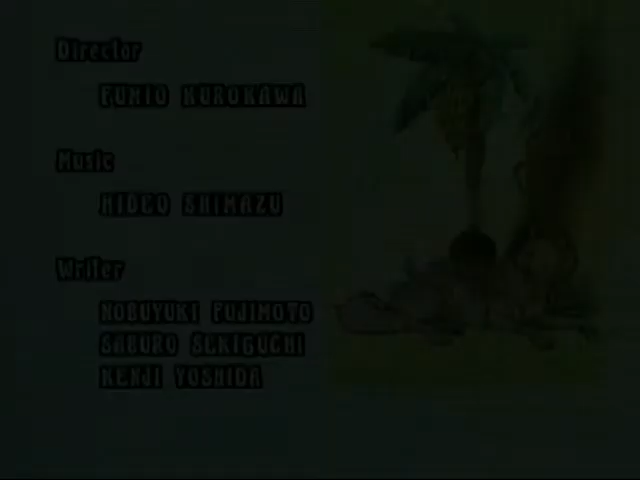 Director
FUMIO KUROKAWA
Music
HIDEO SHIMAZU
Writer
NOBUYUKI FUJIMOTO
SABURO SEKIGUCHI
KENJI YOSHIDA